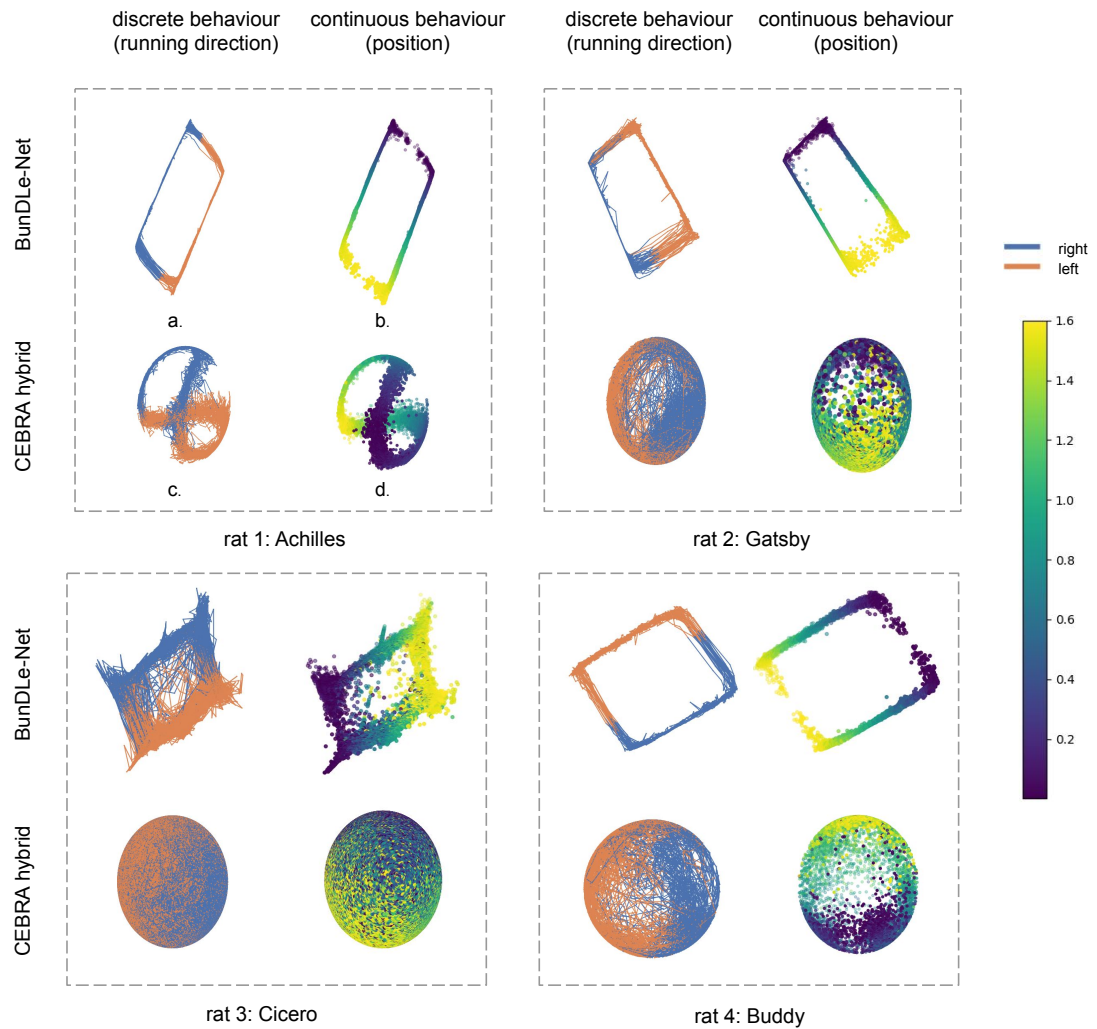 discrete behaviour
(running direction)
continuous behaviour
(position)
discrete behaviour
(running direction)
continuous behaviour
(position)
BunDLe-Net
a.
b.
CEBRA hybrid
c.
d.
rat 1: Achilles
rat 2: Gatsby
right
left
1.6
1.4
1.2
1.0
0.8
0.6
0.4
0.2
BunDLe-Net
CEBRA hybrid
rat 3: Cicero
rat 4: Buddy